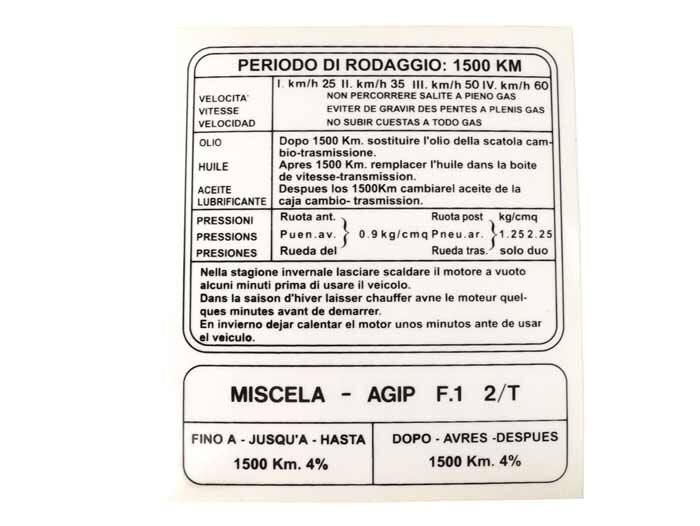 PERIODO DI RODAGGIO: 1500 KM
I. km/h 25 II. km/h 35 III. km/h 50 IV. km/h 60
VELOCITA' NON PERCORRERE SALITE A PIENO GAS
VITESSE EVITER DE GRAVIR DES PENTES A PLENIS GAS
VELOCIDAD NO SUBIR CUESTAS A TODO GAS
OLIO Dopo 1500 Km. sostituire l'olio della scatola cam-
bio-trasmissione.
HUILE Apres 1500 Km. remplacer l'huile dans la boite
de vitesse-transmission.
ACEITE Despues los 1500Km cambiarel aceite de la
LUBRIFICANTE caja cambio- trasmission.
PRESSIONI Ruota ant. Ruota post kg/cmq
PRESSIONS Puen.av. } 0.9 kg/cmq Pneu.ar. } 1.25 2.25
PRESIONES Rueda del Rueda tras. solo duo
Nella stagione invernale lasciare scaldare il motore a vuoto
alcuni minuti prima di usare il veicolo.
Dans la saison d'hiver laisser chauffer avne le moteur quel-
ques minutes avant de demarrer.
En invierno dejar calentar el motor unos minutos ante de usar
el veiculo.
MISCELA - AGIP F.1 2/T
FINO A - JUSQU'A - HASTA
1500 Km. 4%
DOPO - AVRES -DESPUES
1500 Km. 4%